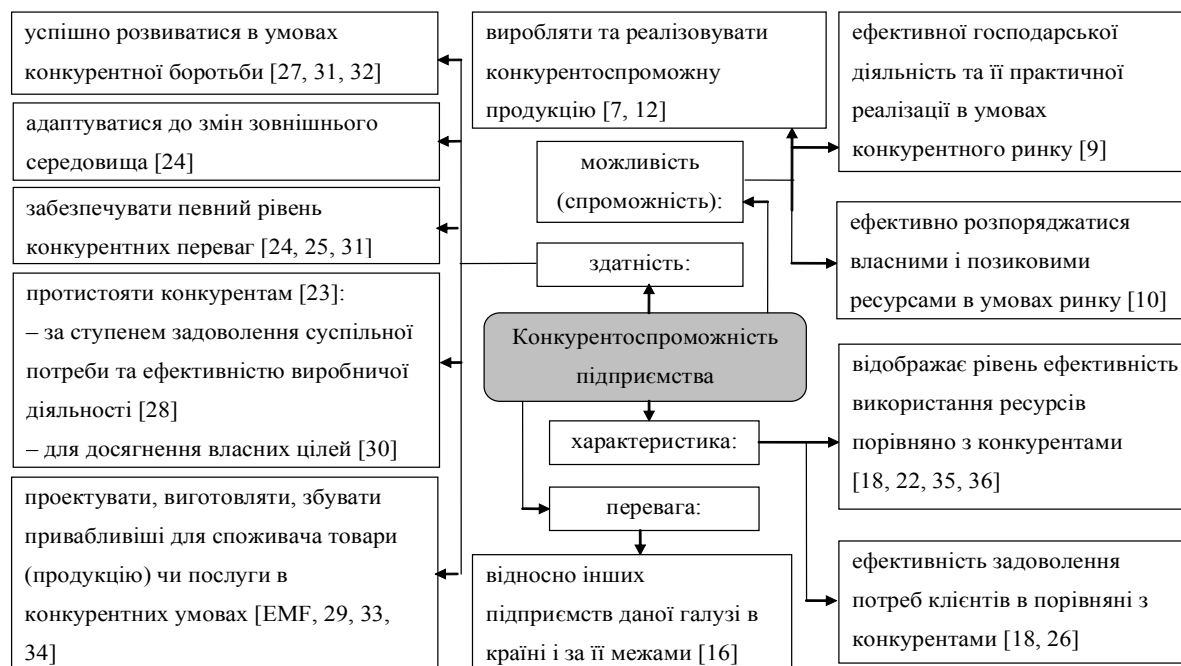 успішно розвиватися в умовах
конкурентної боротьби [27, 31, 32]
адаптуватися до змін зовнішнього
середовища [24]
забезпечувати певний рівень
конкурентних переваг [24, 25, 31]
протистояти конкурентам [23]:
– за ступенем задоволення суспільної
потреби та ефективністю виробничої
діяльності [28]
– для досягнення власних цілей [30]
проектувати, виготовляти, збувати
привабливіші для споживача товари
(продукцію) чи послуги в
конкурентних умовах [EMF, 29, 33,
34]
виробляти та реалізовувати
конкурентоспроможну
продукцію [7, 12]
можливість
(спроможність):
здатність:
Конкурентоспроможність
підприємства
характеристика:
перевага:
відносно інших
підприємств даної галузі в
країні і за її межами [16]
ефективної господарської
діяльність та її практичної
реалізації в умовах
конкурентного ринку [9]
ефективно розпоряджатися
власними і позиковими
ресурсами в умовах ринку [10]
відображає рівень ефективність
використання ресурсів
порівняно з конкурентами
[18, 22, 35, 36]
ефективність задоволення
потреб клієнтів в порівняні з
конкурентами [18, 26]